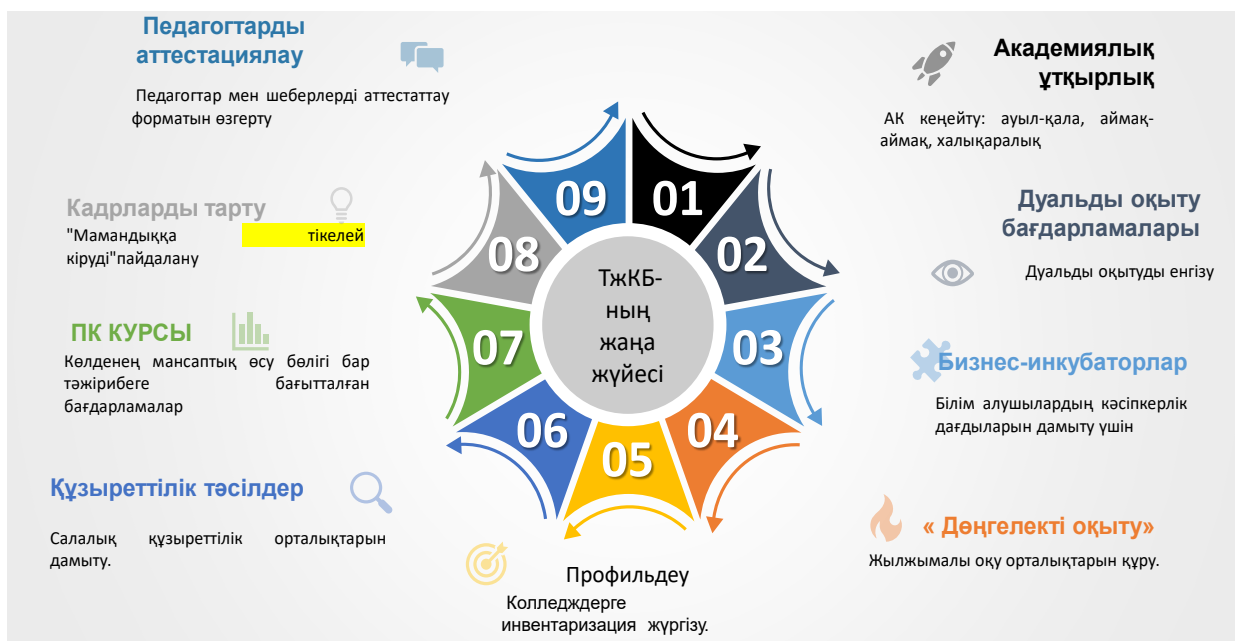 Педагогтарды
аттестациялау
Педагогтар мен шеберлерді аттестаттау
форматын өзгерту
Кадрларды тарту
"Мамандыққа тікелей
кіруді"пайдалану
ПК КУРСЫ
Көлденең мансаптық өсу бөлігі бар
тәжірибеге бағытталған
бағдарламалар
Құзыреттілік тәсілдер
Салалық құзыреттілік орталықтарын
дамыту.
09
01
08
02
07
03
06
04
05
ТжКБ-
ның
жаңа
жүйесі
Профильдеу
Колледждерге
инвентаризация жүргізу.
Академиялық
ұтқырлық
АК кеңейту: ауыл-қала, аймақ-
аймақ, халықаралық
Дуальды оқыту
бағдарламалары
Дуальды оқытуды енгізу
Бизнес-инкубаторлар
Білім алушылардың кәсіпкерлік
дағдыларын дамыту үшін
« Дөңгелекті оқыту»
Жылжымалы оқу орталықтарын құру.